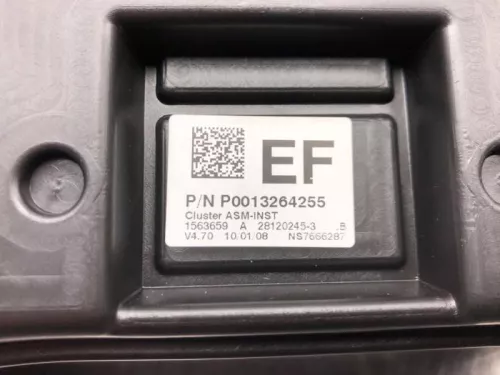 EF
P/N P0013264255
Cluster ASM-INST
1563659 A 28120245-3 .B
V4.70 10.01.08 NS7666287